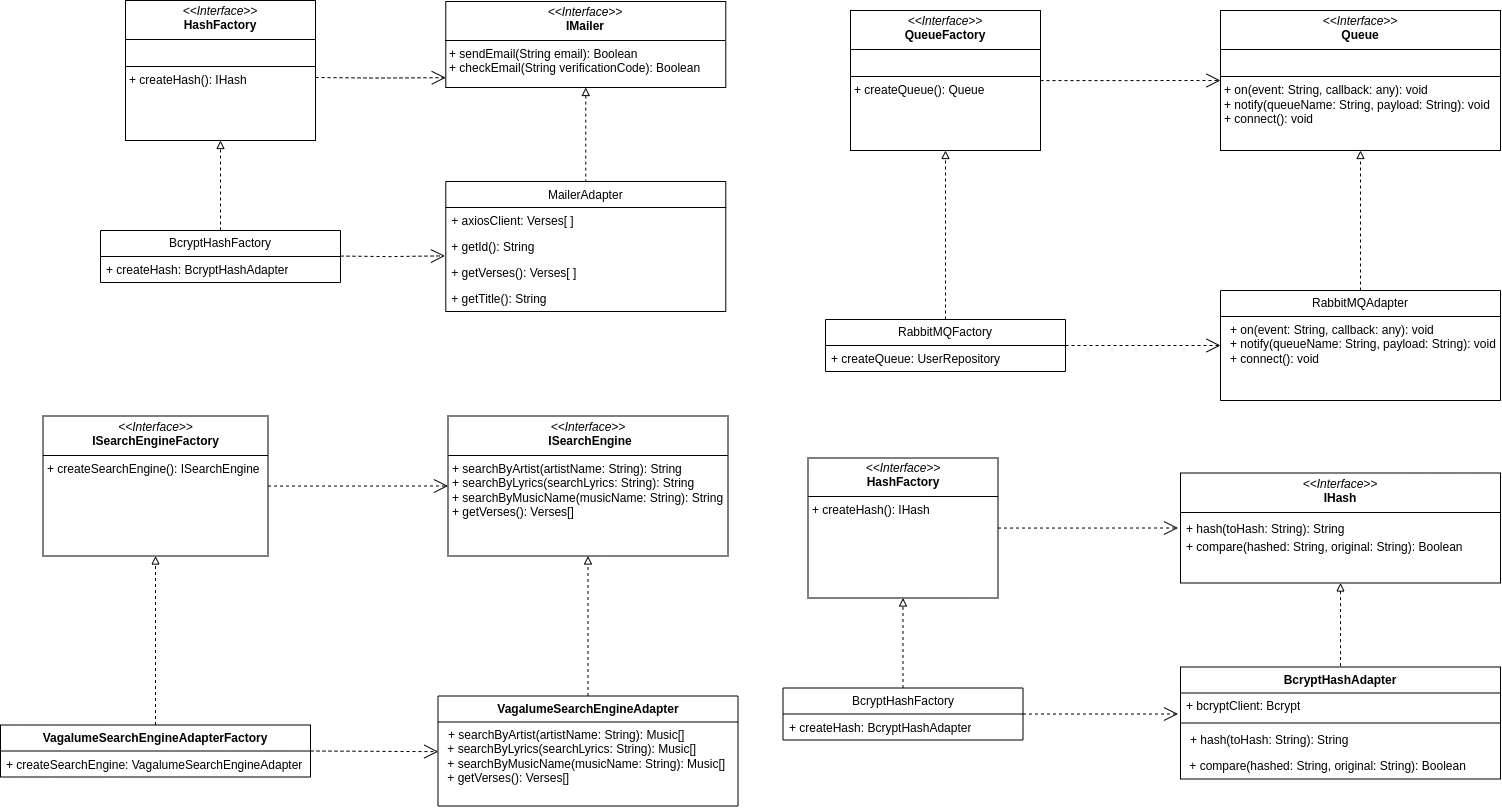 <<Interface>>
HashFactory
+ createHash(): IHash
<<Interface>>
IMailer
+ sendEmail(String email): Boolean
+ checkEmail(String verificationCode): Boolean
BcryptHashFactory
+ createHash: BcryptHashAdapter
MailerAdapter
+ axiosClient: Verses[ ]
+ getId(): String
+ getVerses(): Verses[ ]
+ getTitle(): String
<<Interface>>
QueueFactory
+ createQueue(): Queue
<<Interface>>
Queue
+ on(event: String, callback: any): void
+ notify(queueName: String, payload: String): void
+ connect(): void
RabbitMQFactory
+ createQueue: UserRepository
RabbitMQAdapter
+ on(event: String, callback: any): void
+ notify(queueName: String, payload: String): void
+ connect(): void
<<Interface>>
ISearchEngineFactory
+ createSearchEngine(): ISearchEngine
<<Interface>>
ISearchEngine
+ searchByArtist(artistName: String): String
+ searchByLyrics(searchLyrics: String): String
+ searchByMusicName(musicName: String): String
+ getVerses(): Verses[]
VagalumeSearchEngineAdapterFactory
+ createSearchEngine: VagalumeSearchEngineAdapter
VagalumeSearchEngineAdapter
+ searchByArtist(artistName: String): Music[]
+ searchByLyrics(searchLyrics: String): Music[]
+ searchByMusicName(musicName: String): Music[]
+ getVerses(): Verses[]
<<Interface>>
HashFactory
+ createHash(): IHash
<<Interface>>
IHash
+ hash(toHash: String): String
+ compare(hashed: String, original: String): Boolean
BcryptHashFactory
+ createHash: BcryptHashAdapter
BcryptHashAdapter
+ bcryptClient: Bcrypt
+ hash(toHash: String): String
+ compare(hashed: String, original: String): Boolean